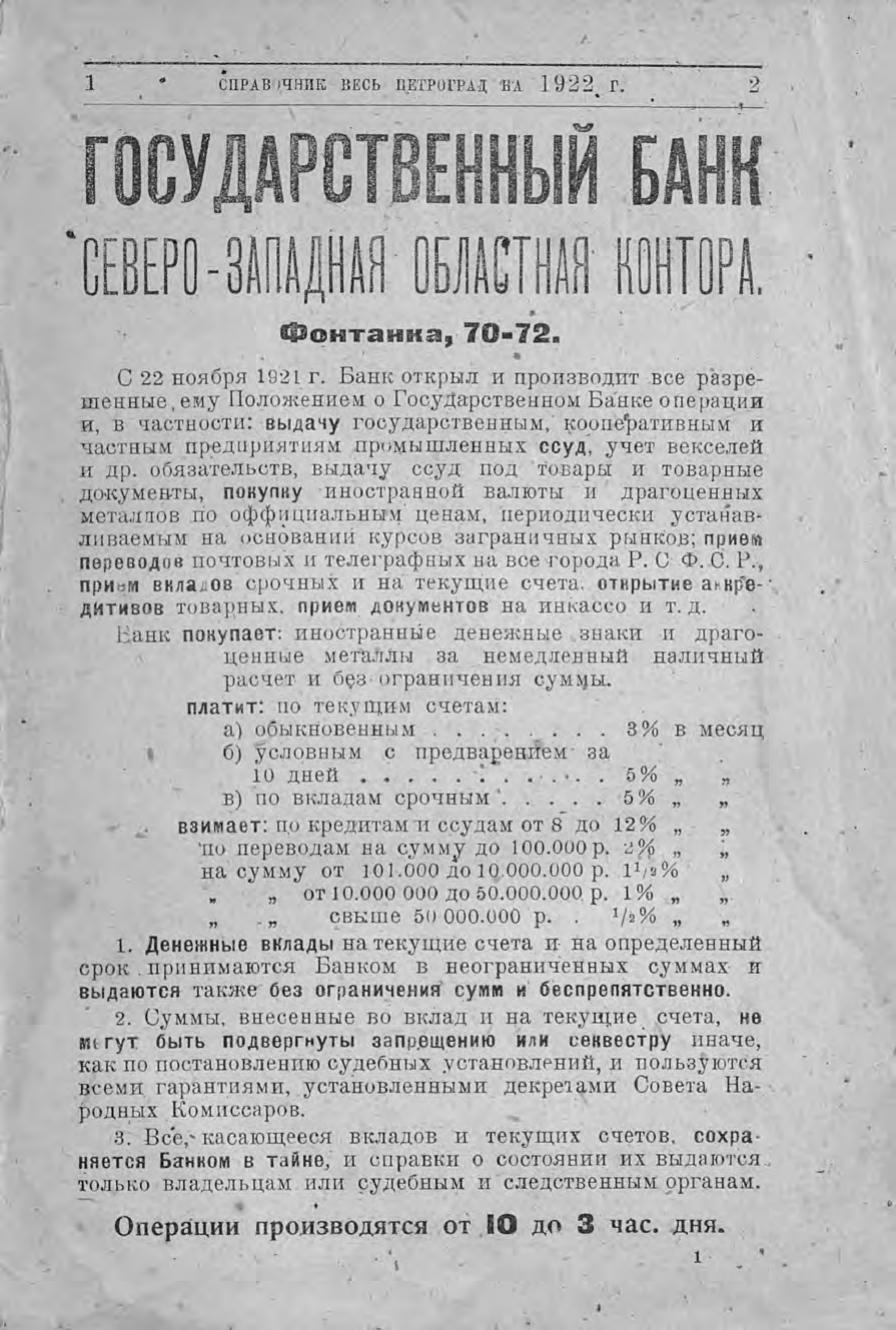 1 СПРАВОЧНИК ВЕСЬ ПЕТРОГРАД НА 1922 г. 2
ГОСУДАРСТВЕННЫЙ БАНК
СЕВЕРО-ЗАПАДНАЯ ОБЛАСТНАЯ КОНТОРА.
Фонтанка, 70-72.
С 22 ноября 1921 г. Банк открыл и производит все разре-
шенные ему Положением о Государственном Банке операции
и, в частности: выдачу государственным, кооперативным и
частным предприятиям промышленных ссуд, учет векселей
и др. обязательств, выдачу ссуд под товары и товарные
документы, покупку иностранной валюты и драгоценных
металлов по оффициальным ценам, периодически устанав-
ливаемым на основании курсов заграничных рынков; прием
переводов почтовых и телеграфных на все города Р. С Ф. С. Р.,
прием вкладов срочных и на текущие счета. открытие аккре-
дитивов товарных. прием документов на инкассо и т. д.
Банк покупает: иностранные денежные знаки и драго-
ценные металлы за немедленный наличный
расчет и без ограничения суммы.
платит: по текущим счетам:
а) обыкновенным . . . . . . . . 3% в месяц
б) условным с предварением за
10 дней . . . . . . . . . . . 5% „ „
в) по вкладам срочным . . . . . 5% „ „
взимает: по кредитам и ссудам от 8 до 12% „ „
по переводам на сумму до 100.000 р. 2% „ „
на сумму от 101.000 до 10.000.000 р. 1¹/₂% „
„ „ от 10.000 000 до 50.000.000 р. 1% „ „
„ „ свыше 50 000.000 р. . ¹/₂% „ „
1. Денежные вклады на текущие счета и на определенный
срок принимаются Банком в неограниченных суммах и
выдаются также без ограничения сумм и беспрепятственно.
2. Суммы, внесенные во вклад и на текущие счета, не
могут быть подвергнуты запрещению или секвестру иначе,
как по постановлению судебных установлений, и пользуются
всеми гарантиями, установленными декретами Совета На-
родных Комиссаров.
3. Все, касающееся вкладов и текущих счетов, сохра-
няется Банком в тайне, и справки о состоянии их выдаются
только владельцам или судебным и следственным органам.
Операции производятся от 10 до 3 час. дня.
1